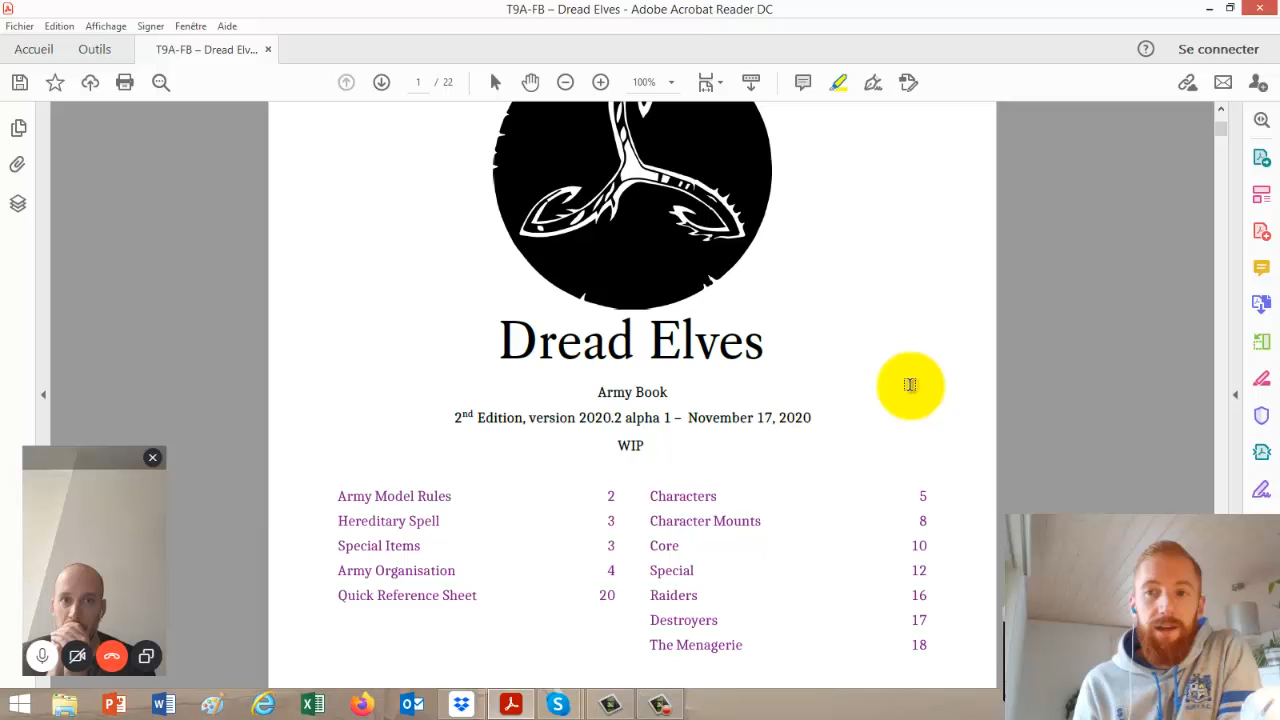 T9A-FB – Dread Elves - Adobe Acrobat Reader DC
Fichier Edition Affichage Signer Fenêtre Aide
Accueil Outils T9A-FB – Dread Elv... Se connecter
1 / 22 100%
Dread Elves
Army Book
2nd Edition, version 2020.2 alpha 1 – November 17, 2020
WIP
Army Model Rules 2
Hereditary Spell 3
Special Items 3
Army Organisation 4
Quick Reference Sheet 20
Characters 5
Character Mounts 8
Core 10
Special 12
Raiders 16
Destroyers 17
The Menagerie 18